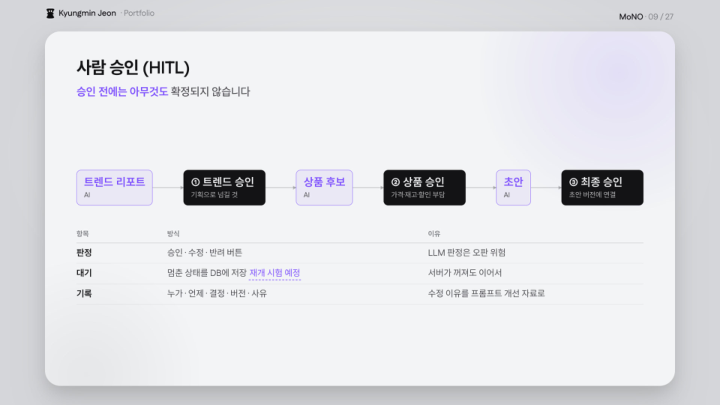 Kyungmin Jeon · Portfolio
MoNO · 09 / 27
사람 승인 (HITL)
승인 전에는 아무것도 확정되지 않습니다
트렌드 리포트
AI
① 트렌드 승인
기획으로 넘길 것
상품 후보
AI
② 상품 승인
가격·재고·할인 부담
초안
AI
③ 최종 승인
초안 버전에 연결
항목 방식 이유
판정 승인 · 수정 · 반려 버튼 LLM 판정은 오판 위험
대기 멈춘 상태를 DB에 저장 재개 시험 예정 서버가 꺼져도 이어서
기록 누가 · 언제 · 결정 · 버전 · 사유 수정 이유를 프롬프트 개선 자료로